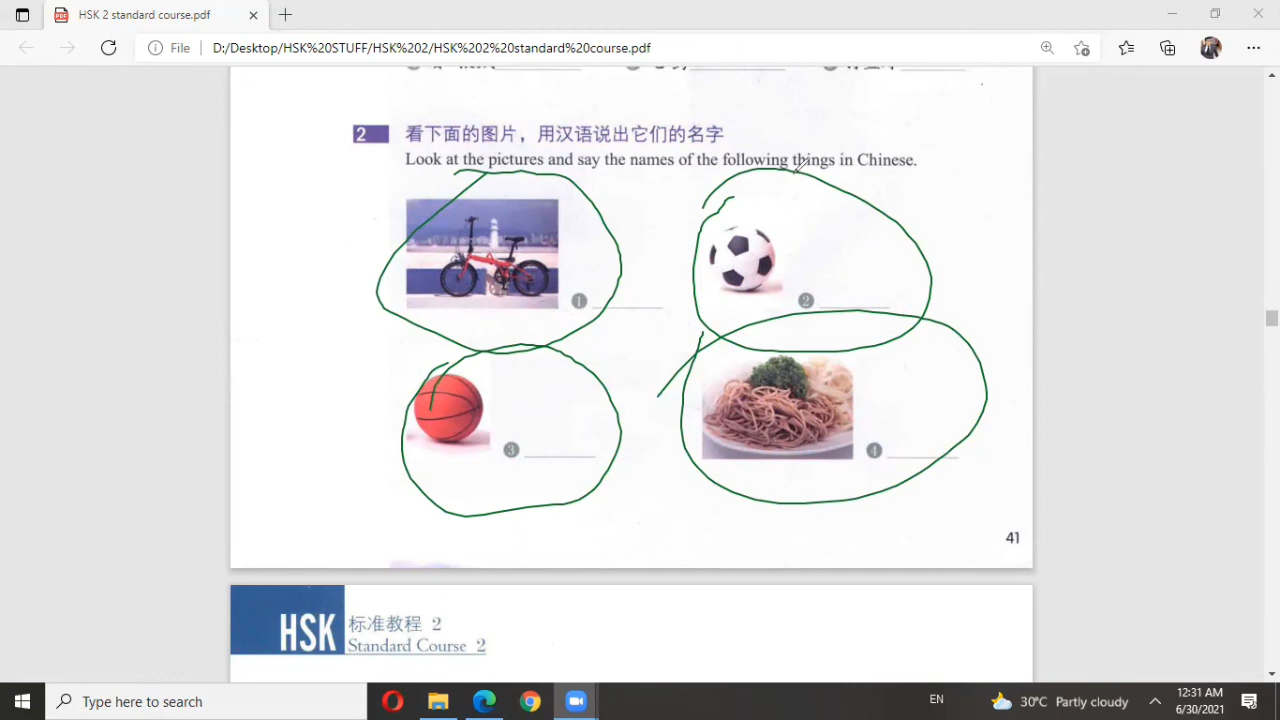 HSK 2 standard course.pdf
File D:/Desktop/HSK%20STUFF/HSK%202/HSK%202%20standard%20course.pdf
2 看下面的图片，用汉语说出它们的名字
Look at the pictures and say the names of the following things in Chinese.
1
2
3
4
41
HSK 标准教程 2
Standard Course 2
Type here to search
EN
30°C Partly cloudy
12:31 AM
6/30/2021